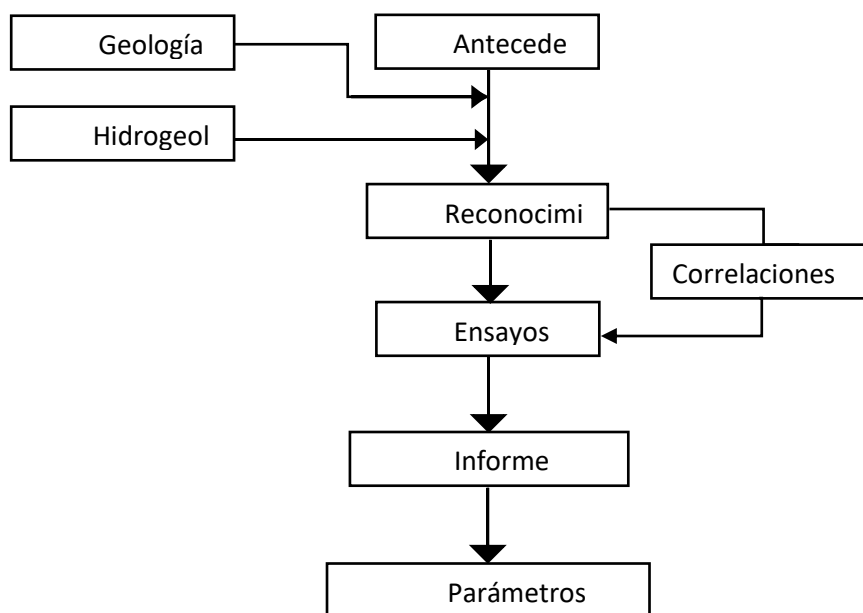 Geología
Antecede
Hidrogeol
Reconocimi
Correlaciones
Ensayos
Informe
Parámetros